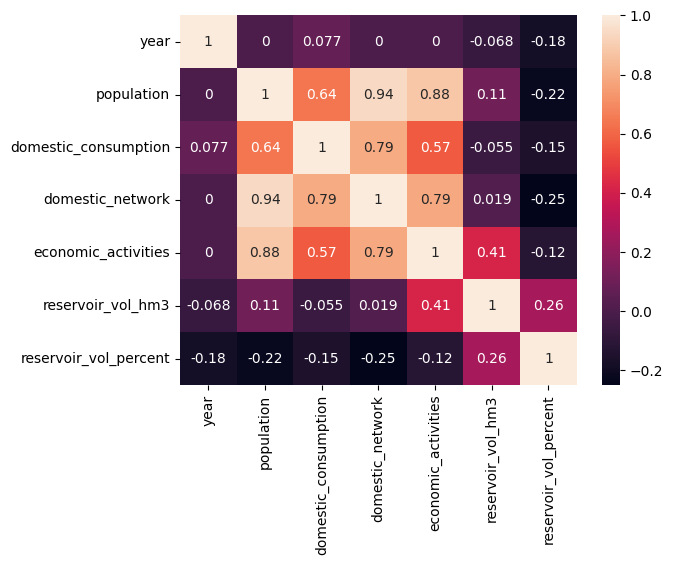 year 1 0 0.077 0 0 -0.068 -0.18
population 0 1 0.64 0.94 0.88 0.11 -0.22
domestic_consumption 0.077 0.64 1 0.79 0.57 -0.055 -0.15
domestic_network 0 0.94 0.79 1 0.79 0.019 -0.25
economic_activities 0 0.88 0.57 0.79 1 0.41 -0.12
reservoir_vol_hm3 -0.068 0.11 -0.055 0.019 0.41 1 0.26
reservoir_vol_percent -0.18 -0.22 -0.15 -0.25 -0.12 0.26 1
year
population
domestic_consumption
domestic_network
economic_activities
reservoir_vol_hm3
reservoir_vol_percent
1.0
0.8
0.6
0.4
0.2
0.0
−0.2